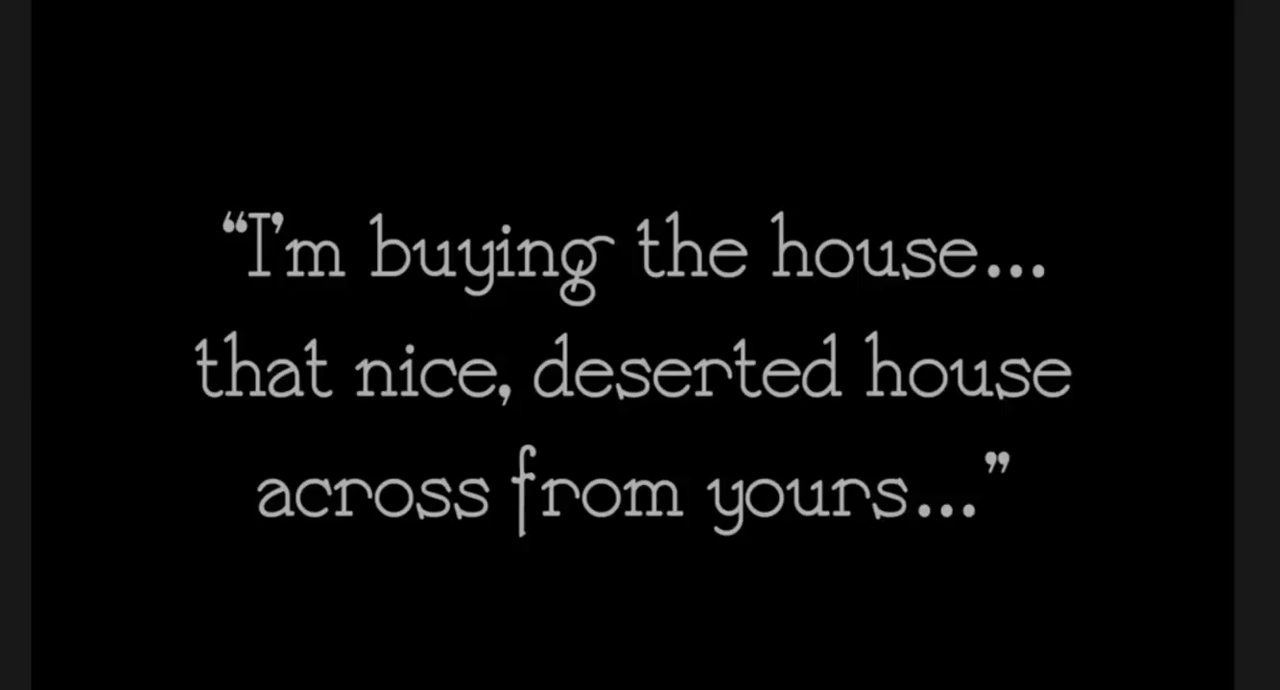 “I’m buying the house...
that nice, deserted house
across from yours...”